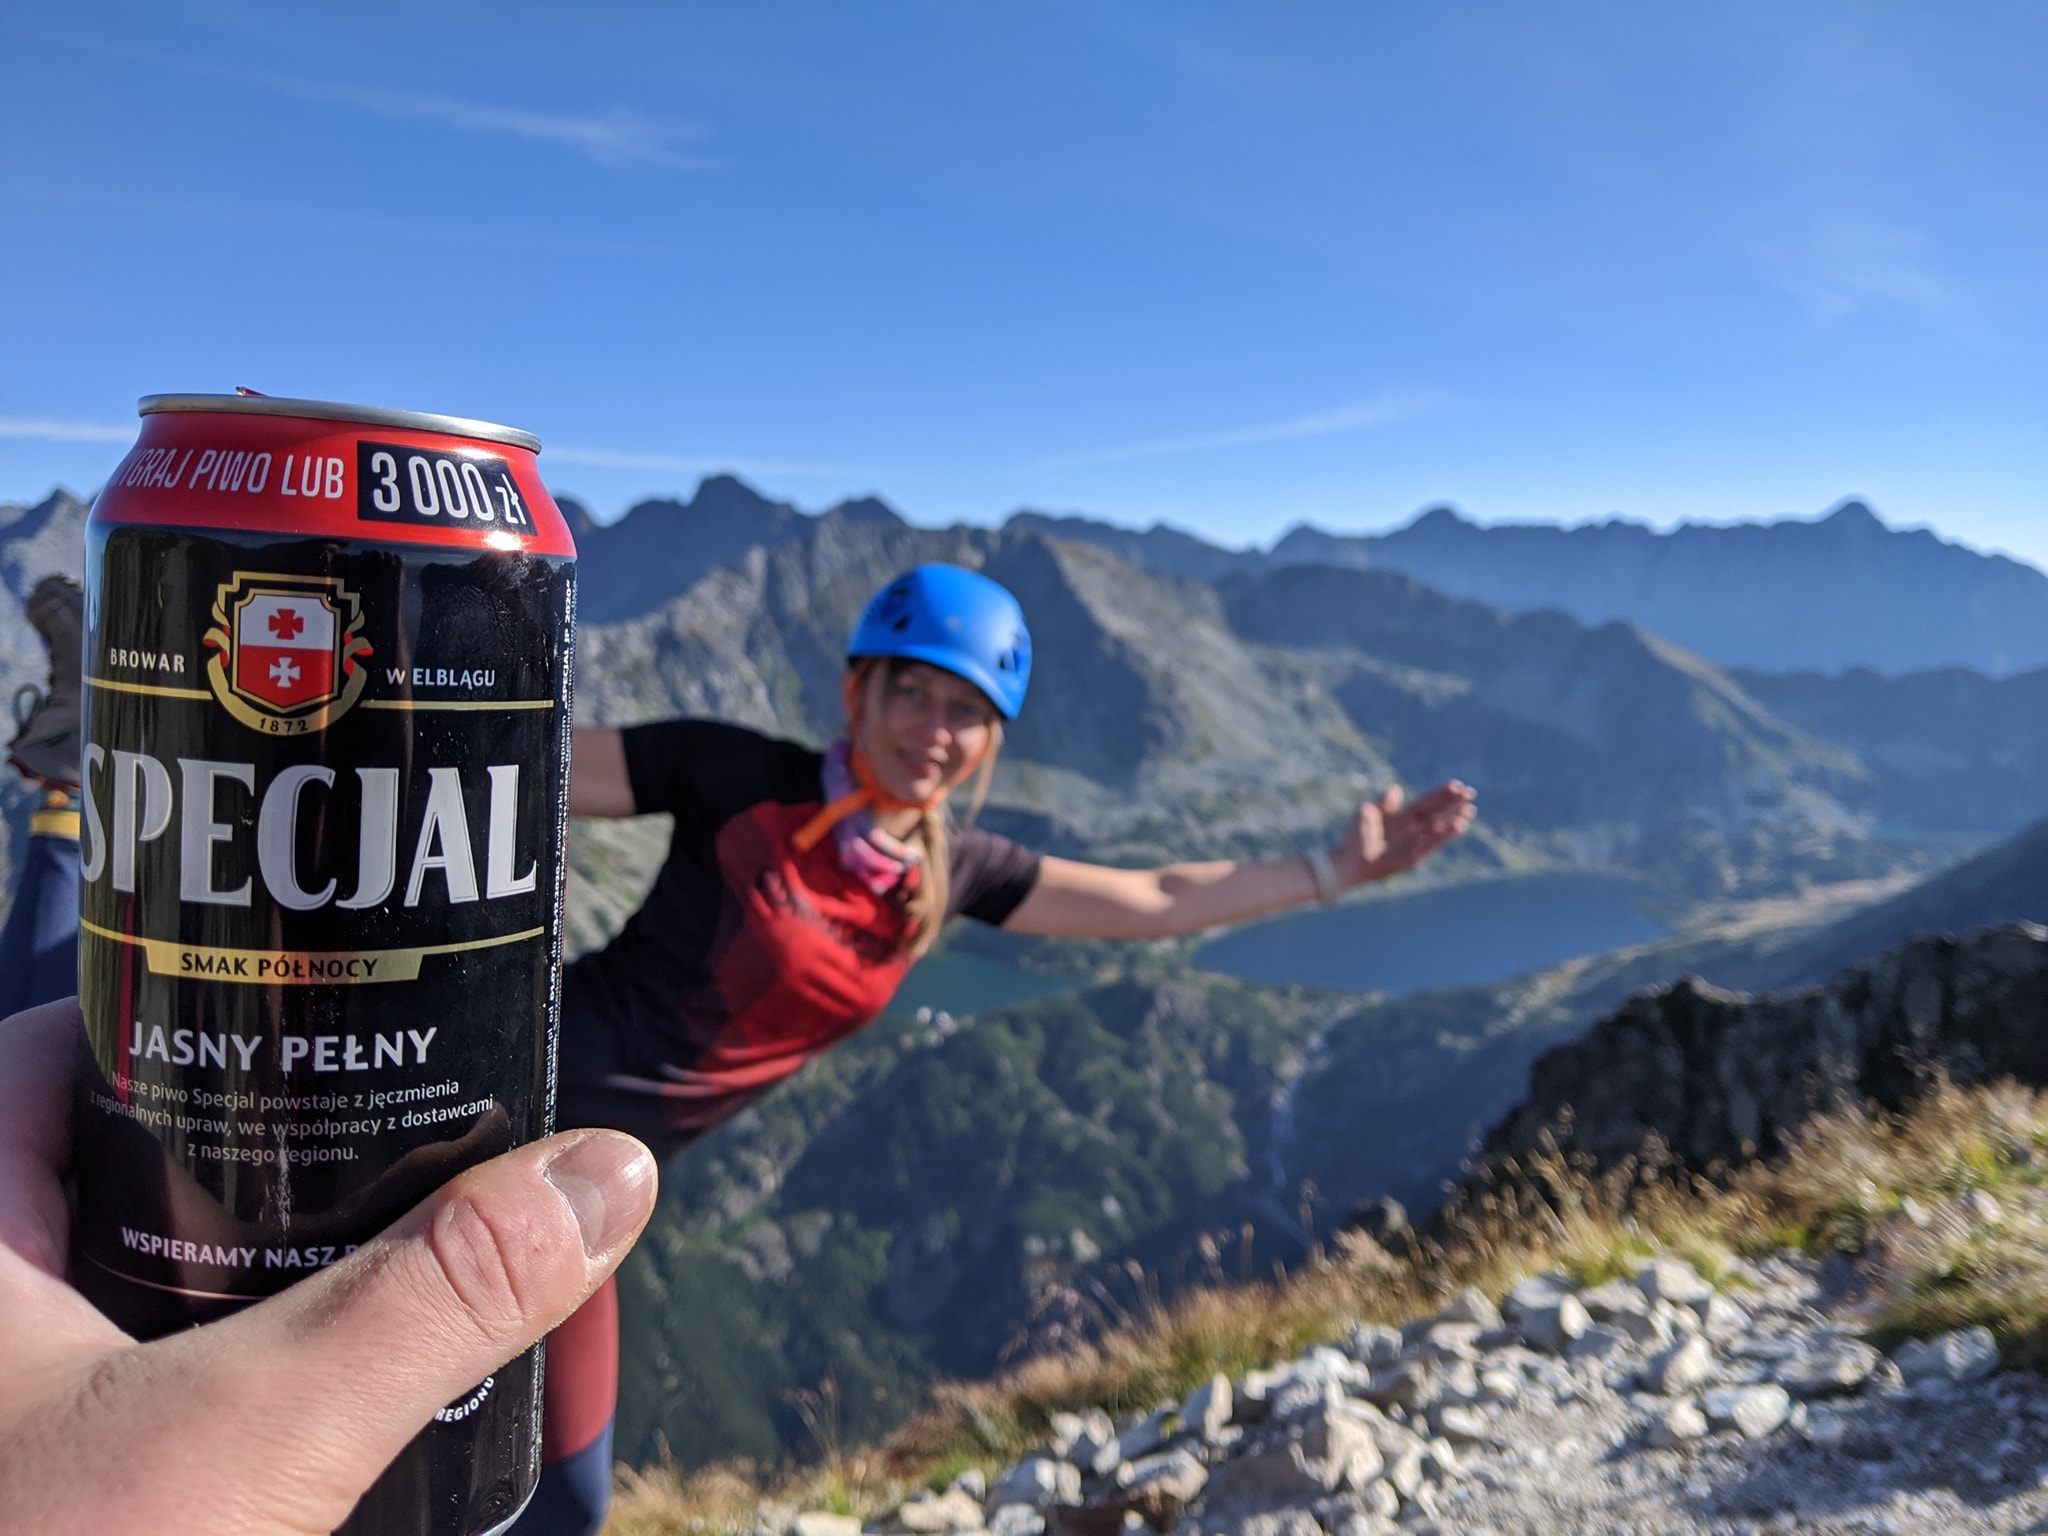 PIWO LUB 3 000 zł
BROWAR W ELBLĄGU
1872
SPECJAL
SMAK PÓŁNOCY
JASNY PEŁNY
Nasze piwo Specjal powstaje z jęczmienia
z regionalnych upraw, we współpracy z dostawcami
z naszego regionu.
WSPIERAMY NASZ
REGIONU